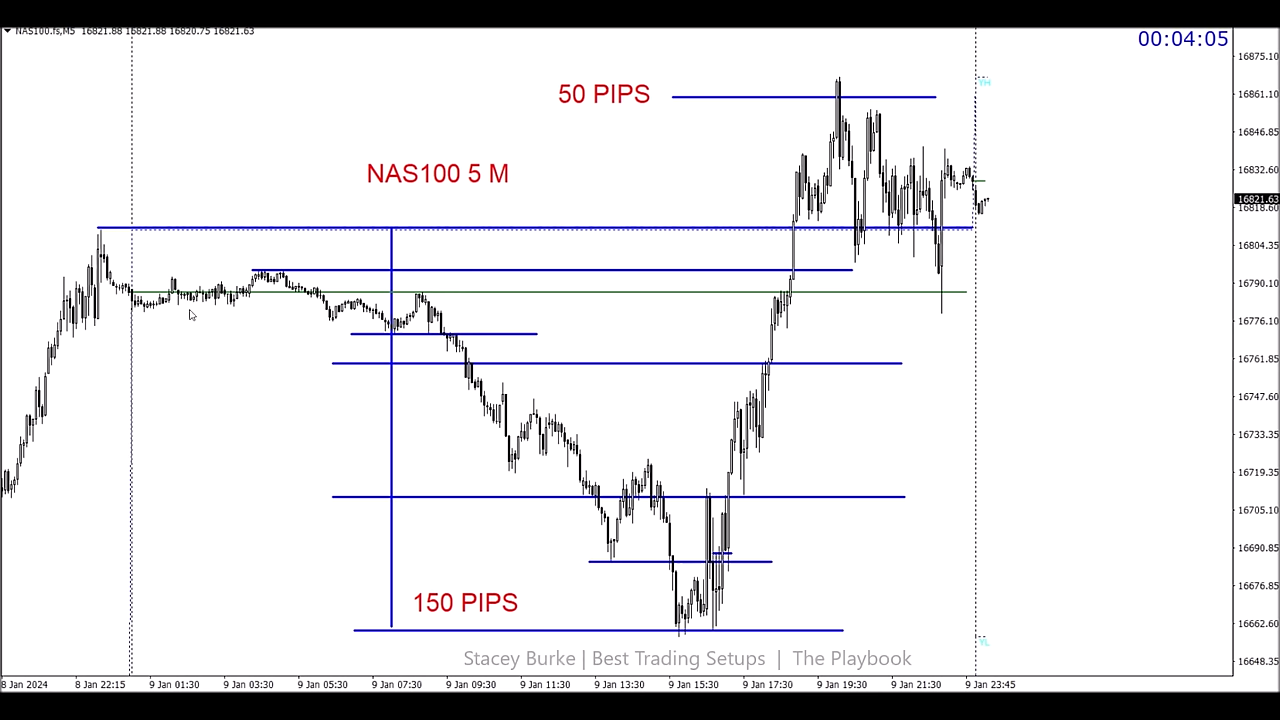 NAS100.fs,M5 16821.88 16821.88 16820.75 16821.63
00:04:05
16875.10
50 PIPS
YH
16861.10
16846.85
NAS100 5 M
16832.60
16821.63
16818.60
16804.35
16790.10
16776.10
16761.85
16747.60
16733.35
16719.35
16705.10
16690.85
16676.85
150 PIPS
16662.60
YL
Stacey Burke | Best Trading Setups | The Playbook
16648.35
8 Jan 2024 8 Jan 22:15 9 Jan 01:30 9 Jan 03:30 9 Jan 05:30 9 Jan 07:30 9 Jan 09:30 9 Jan 11:30 9 Jan 13:30 9 Jan 15:30 9 Jan 17:30 9 Jan 19:30 9 Jan 21:30 9 Jan 23:45